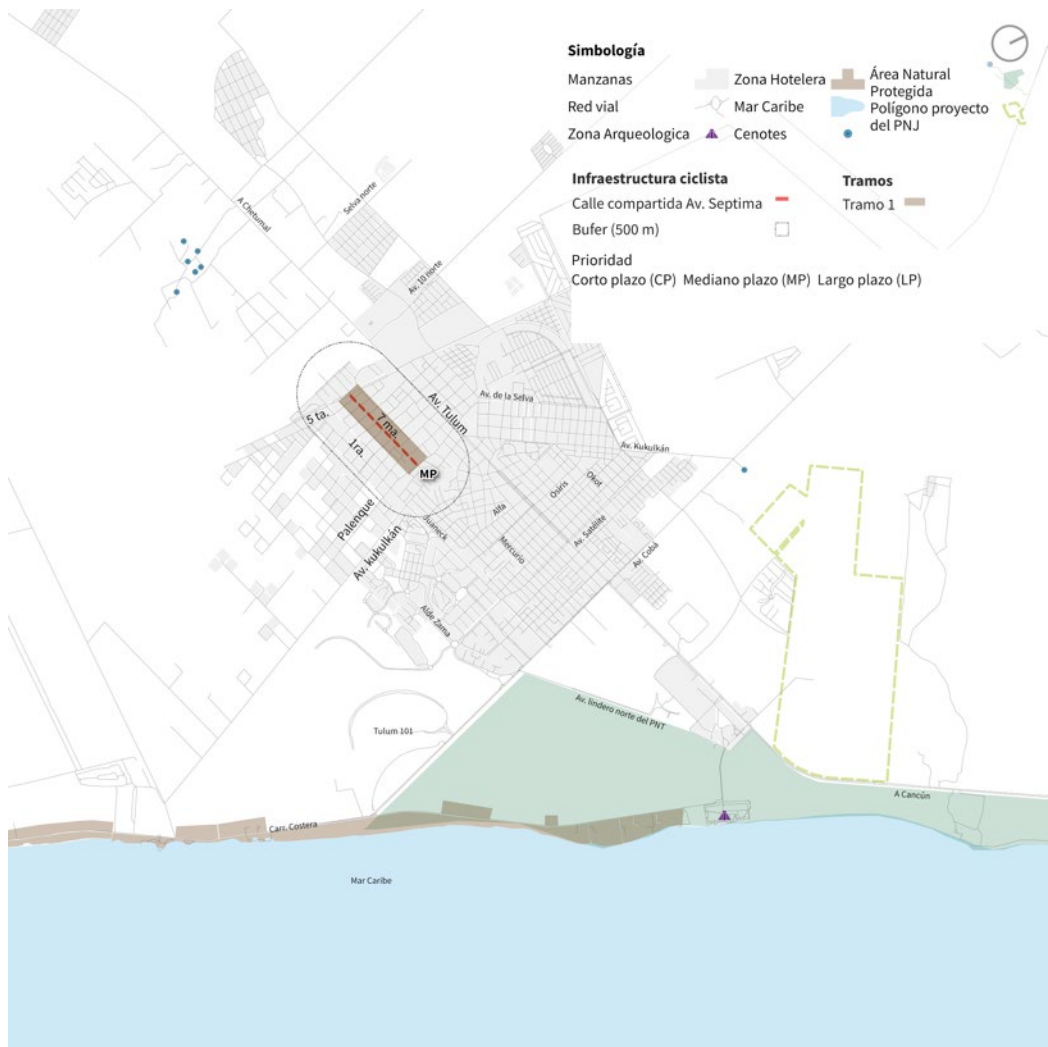 Simbología
Manzanas
Zona Hotelera
Área Natural
Protegida
Red vial
Mar Caribe
Polígono proyecto
del PNJ
Zona Arqueologica
Cenotes
Infraestructura ciclista
Tramos
Calle compartida Av. Septima
Tramo 1
Bufer (500 m)
Prioridad
Corto plazo (CP) Mediano plazo (MP) Largo plazo (LP)
Selva norte
A Chetumal
Av. 10 norte
Av. de la Selva
Av. Tulum
5 ta.
7 ma.
1ra.
MP
Av. Kukulkán
Okot
Osiris
Alfa
Palenque
Juaneck
Av. Satélite
Av. kukulkán
Mercurio
Av. Cobá
Alde Zama
Av. lindero norte del PNT
Tulum 101
A Cancún
Carr. Costera
Mar Caribe